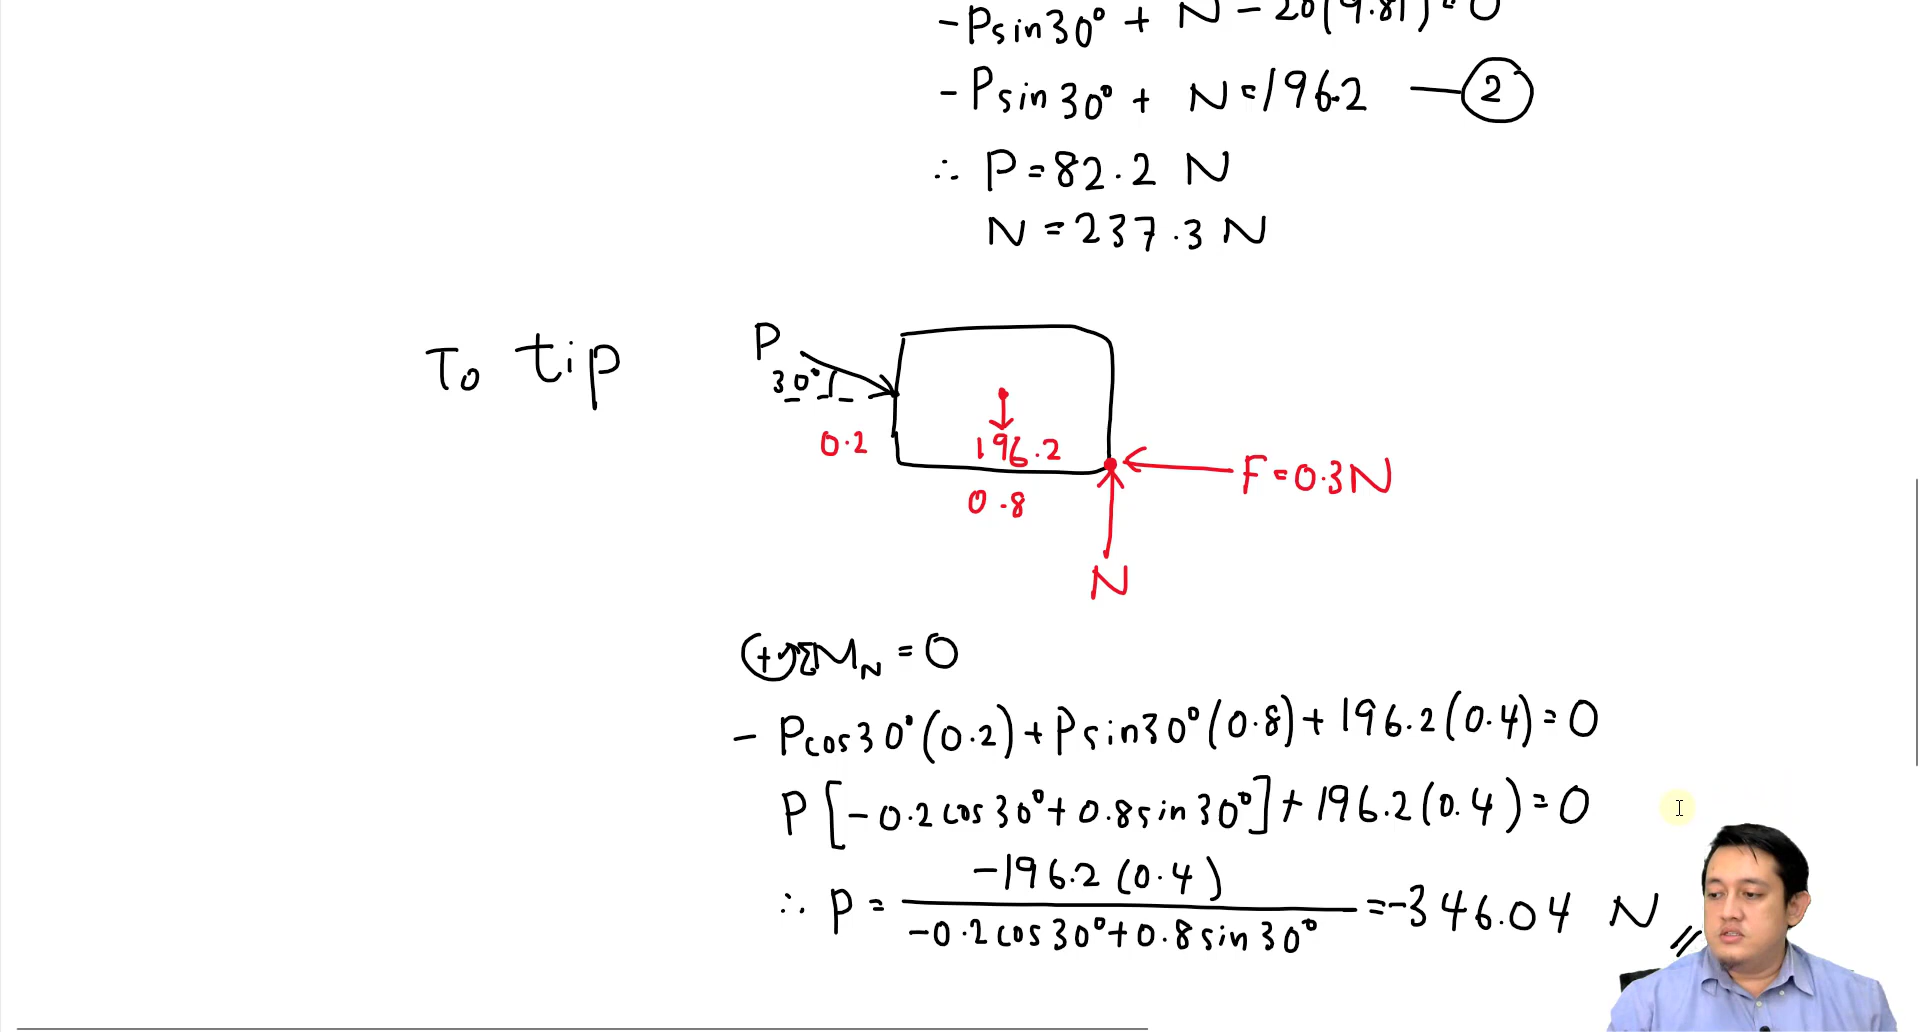 -Psin30° + N - 20(9.81) = 0
-Psin30° + N = 196.2 — 2
∴ P = 82.2 N
N = 237.3 N
To tip
P
30°
0.2
196.2
0.8
F = 0.3N
N
+ ΣM_N = 0
- Pcos30°(0.2) + Psin30°(0.8) + 196.2(0.4) = 0
P[-0.2cos30° + 0.8sin30°] + 196.2(0.4) = 0
∴ P = -196.2(0.4) / -0.2cos30° + 0.8sin30° = -346.04 N //